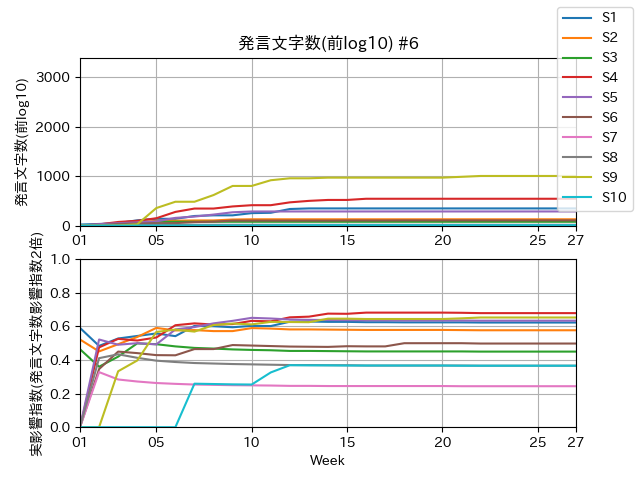 発言文字数(前log10) #6
S1
S2
S3
S4
S5
S6
S7
S8
S9
S10
発言文字数(前log10)
3000
2000
1000
0
01 05 10 15 20 25 27
実影響指数(発言文字数影響指数2倍)
1.0
0.8
0.6
0.4
0.2
0.0
01 05 10 15 20 25 27
Week